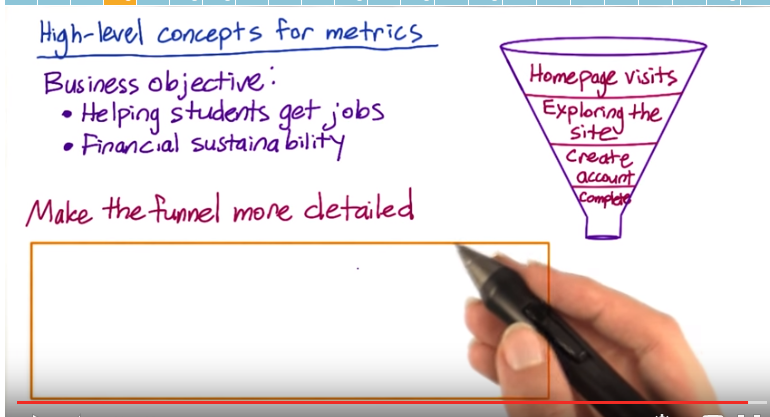 High-level concepts for metrics
Business objective:
• Helping students get jobs
• Financial sustainability
Homepage visits
Exploring the
site
Create
account
Complete
Make the funnel more detailed